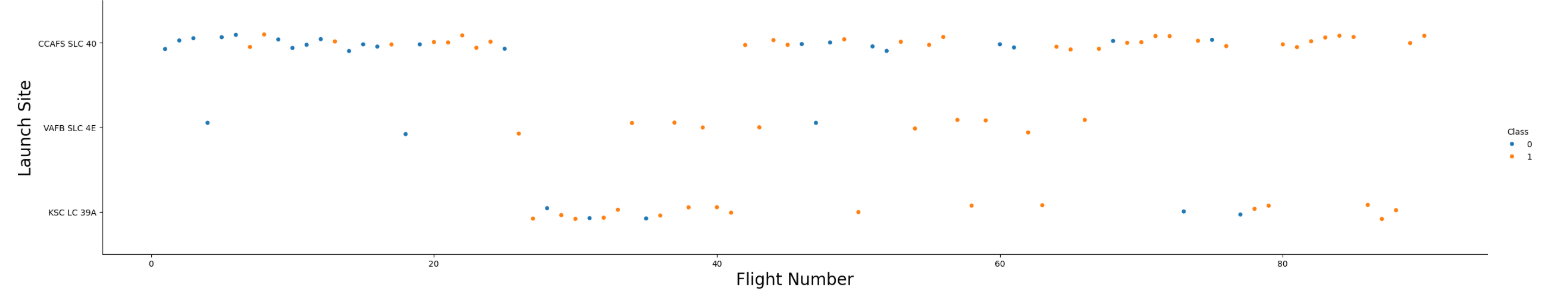 CCAFS SLC 40
VAFB SLC 4E
KSC LC 39A
Launch Site
0 20 40 60 80
Flight Number
Class
0
1